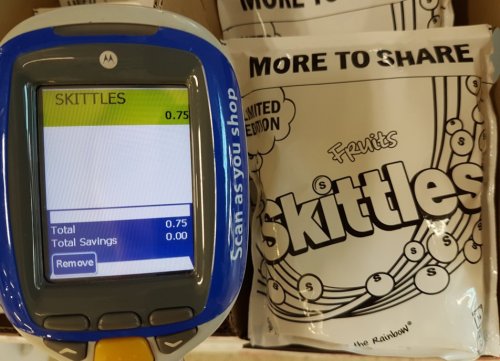 MORE TO SHARE
SKITTLES
0.75
Total 0.75
Total Savings 0.00
Remove
Scan as you shop
MORE TO SHARE
LIMITED
EDITION
Fruits
Skittles
S
S
S
S
S
S
S
S
the Rainbow®